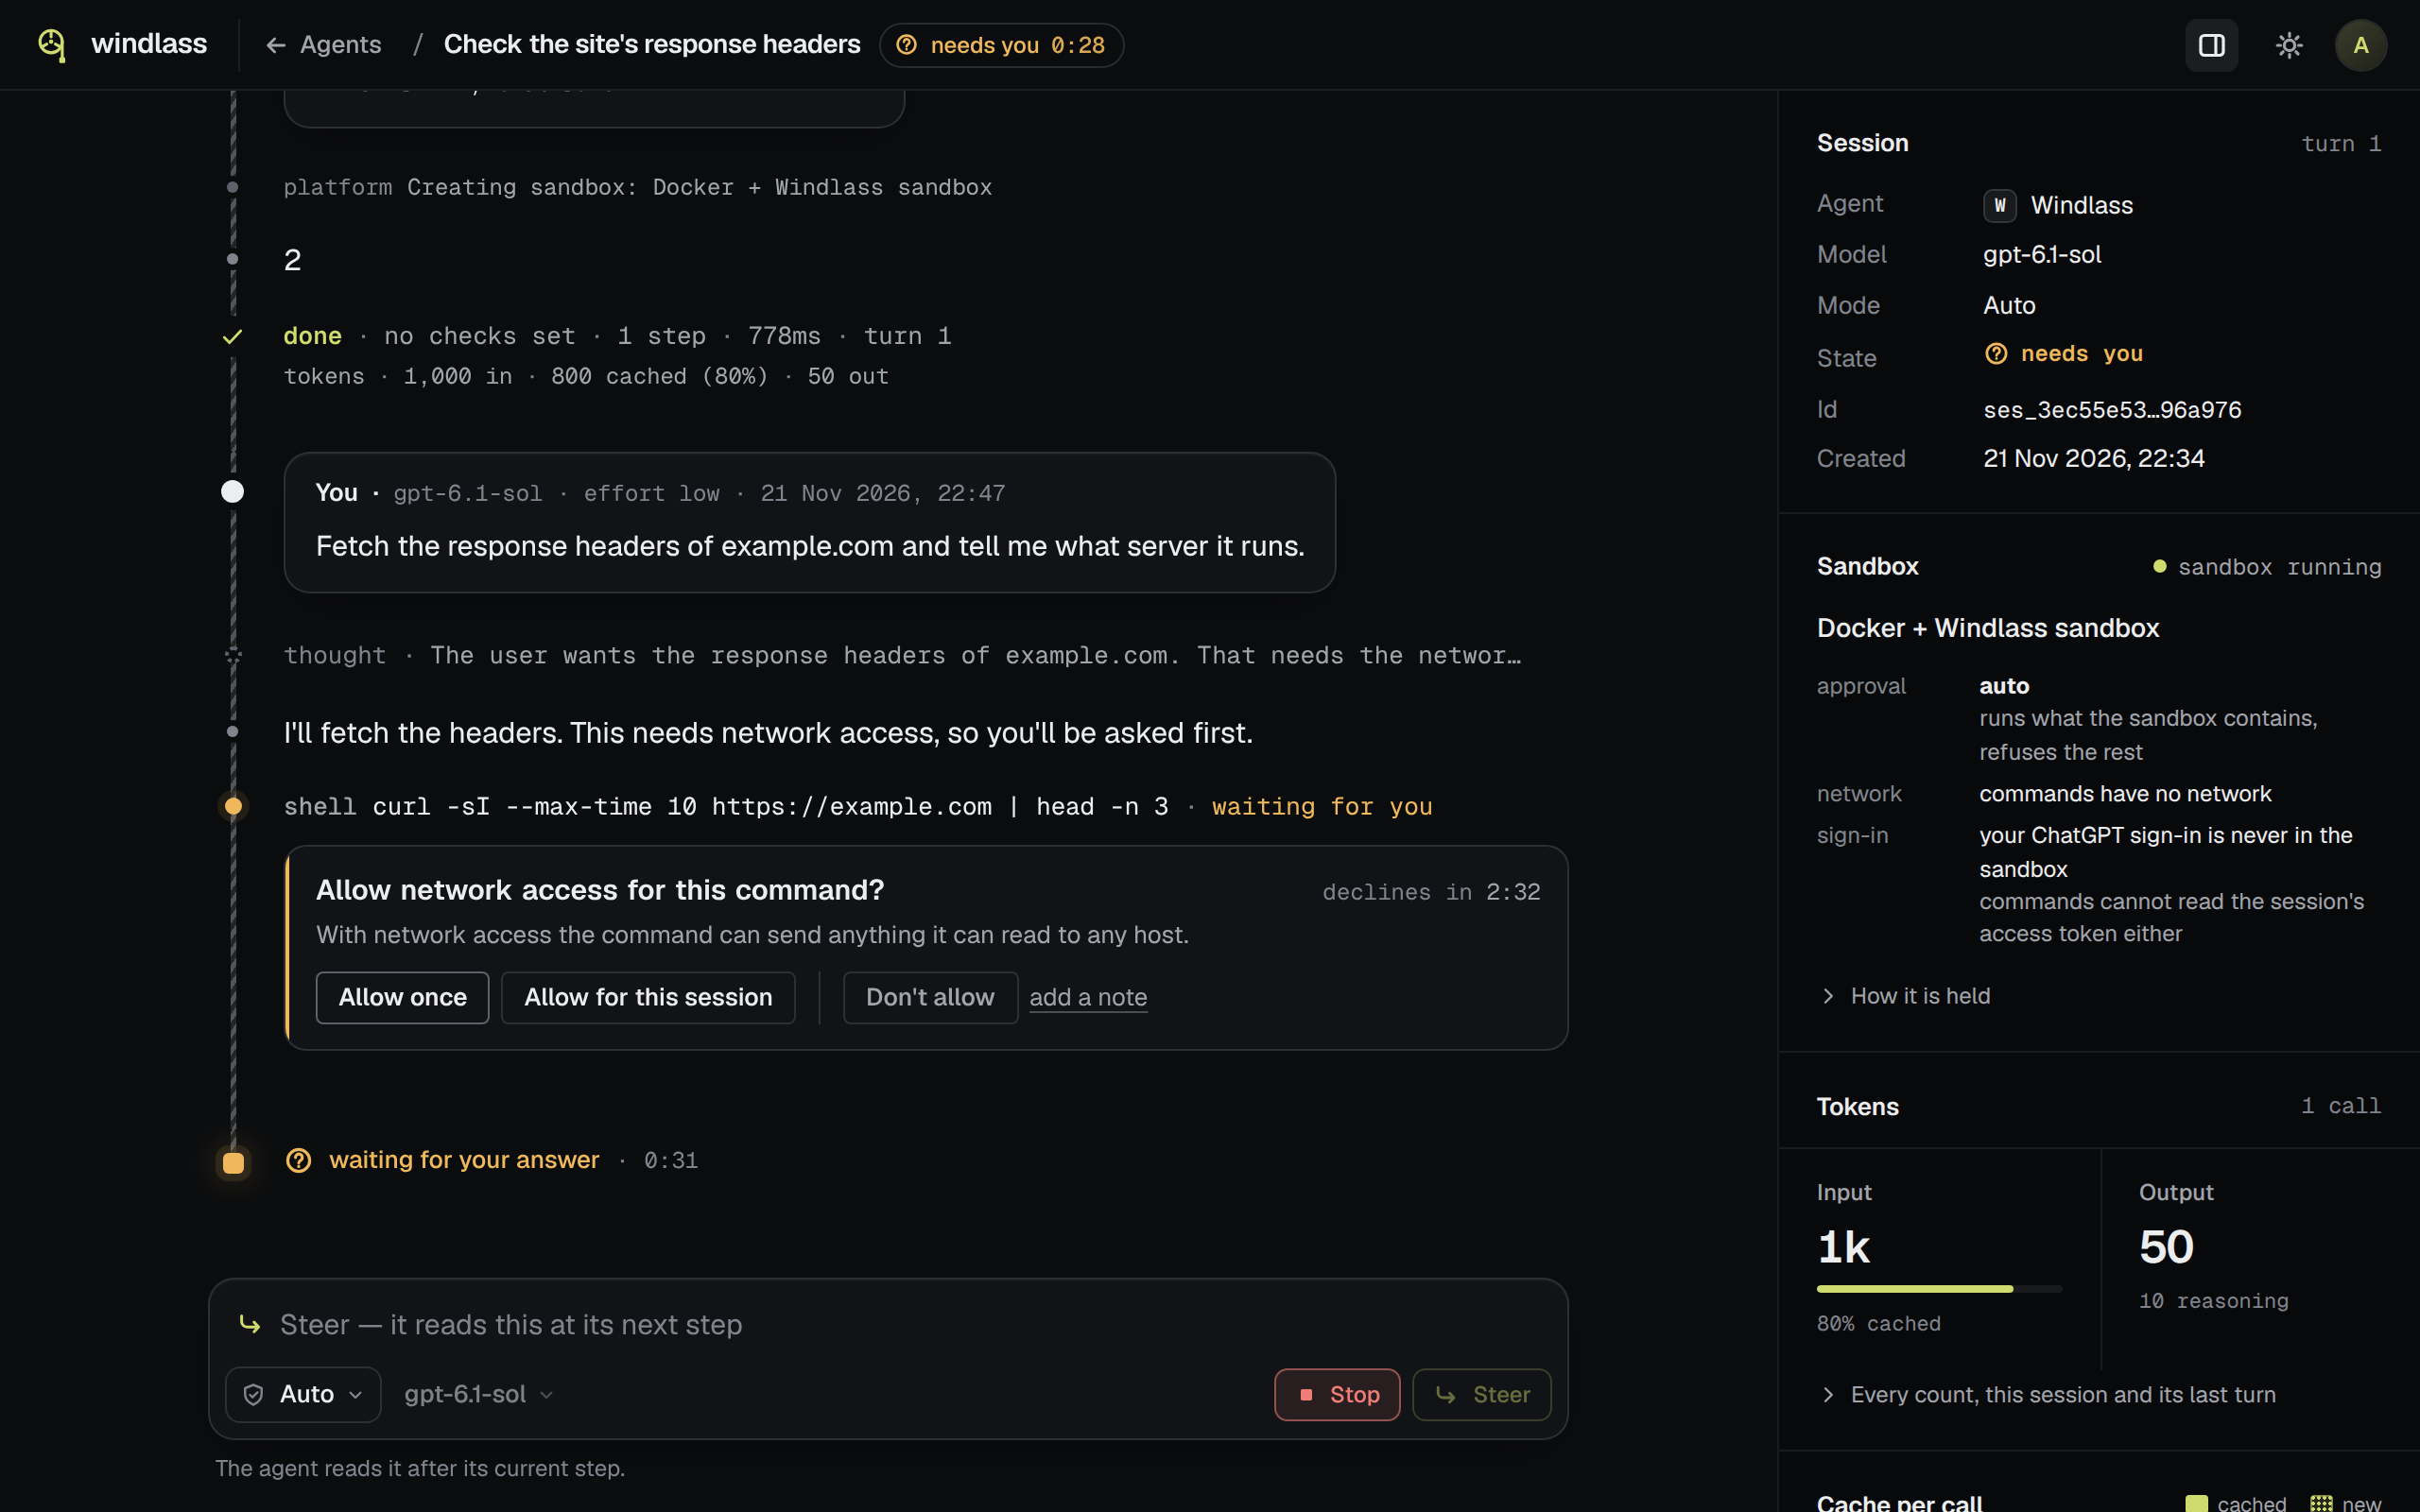 windlass
Agents / Check the site's response headers
needs you 0:28
A
platform Creating sandbox: Docker + Windlass sandbox
2
done · no checks set · 1 step · 778ms · turn 1
tokens · 1,000 in · 800 cached (80%) · 50 out
You · gpt-6.1-sol · effort low · 21 Nov 2026, 22:47
Fetch the response headers of example.com and tell me what server it runs.
thought · The user wants the response headers of example.com. That needs the networ…
I'll fetch the headers. This needs network access, so you'll be asked first.
shell curl -sI --max-time 10 https://example.com | head -n 3 · waiting for you
Allow network access for this command?
declines in 2:32
With network access the command can send anything it can read to any host.
Allow once
Allow for this session
Don't allow
add a note
waiting for your answer · 0:31
Steer — it reads this at its next step
Auto
gpt-6.1-sol
Stop
Steer
The agent reads it after its current step.
Session
turn 1
Agent
W Windlass
Model
gpt-6.1-sol
Mode
Auto
State
needs you
Id
ses_3ec55e53…96a976
Created
21 Nov 2026, 22:34
Sandbox
sandbox running
Docker + Windlass sandbox
approval
auto
runs what the sandbox contains,
refuses the rest
network
commands have no network
sign-in
your ChatGPT sign-in is never in the
sandbox
commands cannot read the session's
access token either
How it is held
Tokens
1 call
Input
1k
80% cached
Output
50
10 reasoning
Every count, this session and its last turn
Cache per call
cached
new